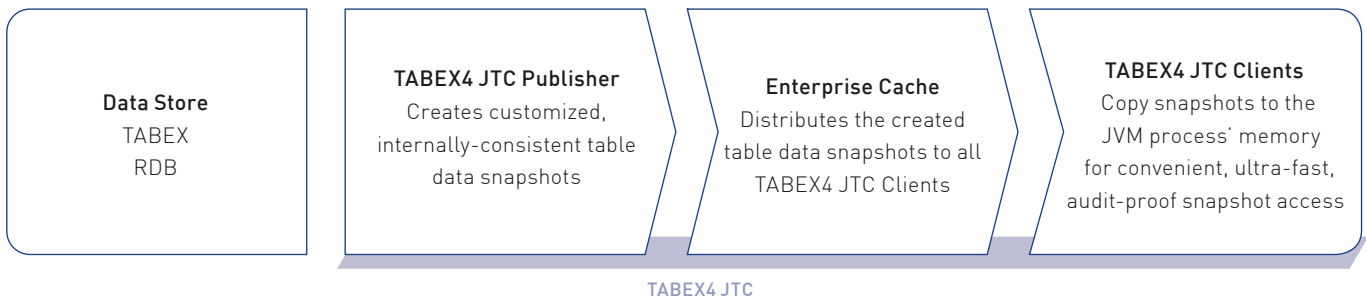 Data Store
TABEX
RDB
TABEX4 JTC Publisher
Creates customized,
internally-consistent table
data snapshots
Enterprise Cache
Distributes the created
table data snapshots to all
TABEX4 JTC Clients
TABEX4 JTC Clients
Copy snapshots to the
JVM process’ memory
for convenient, ultra-fast,
audit-proof snapshot access
TABEX4 JTC